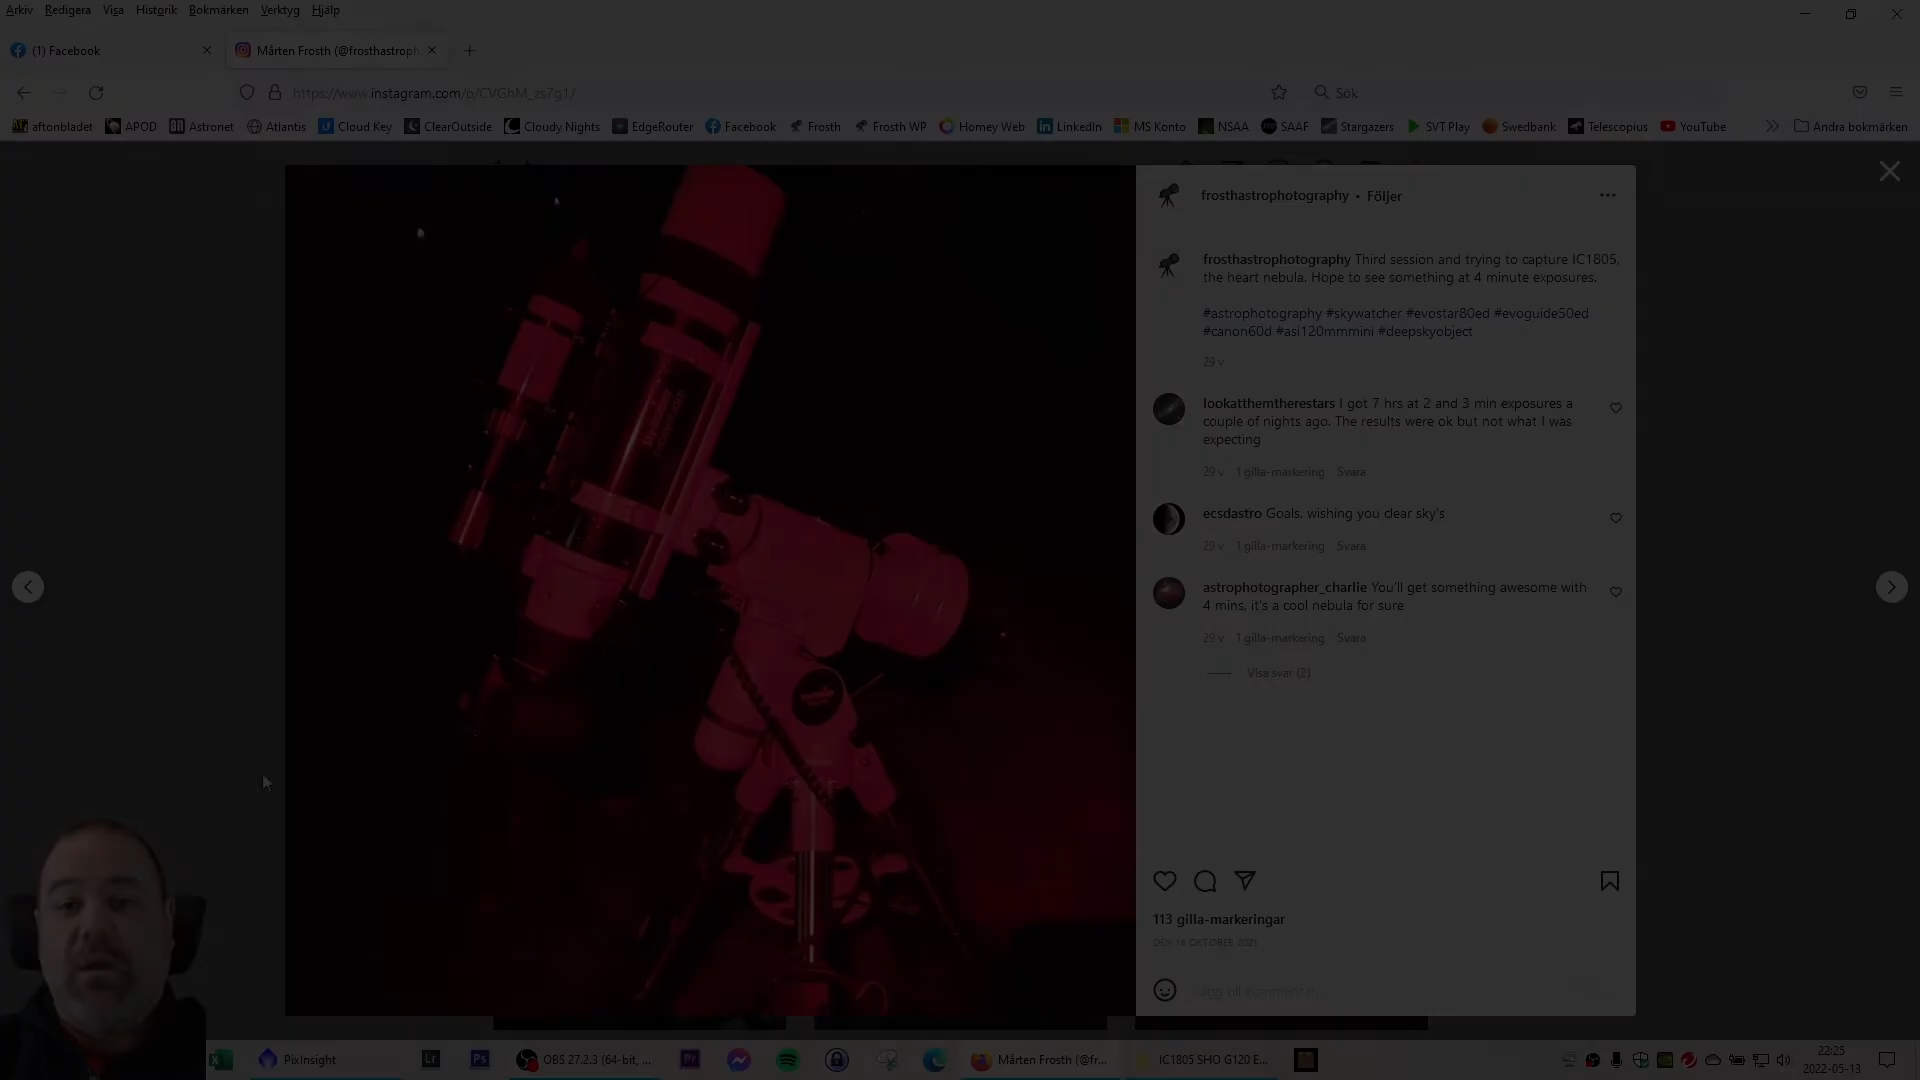 Arkiv Redigera Visa Historik Bokmärken Verktyg Hjälp
(1) Facebook
Mårten Frosth (@frosthastroph
https://www.instagram.com/p/CVGhM_zs7g1/
Sök
aftonbladet APOD Astronet Atlantis Cloud Key ClearOutside Cloudy Nights EdgeRouter Facebook Frosth Frosth WP Homey Web LinkedIn MS Konto NSAA SAAF Stargazers SVT Play Swedbank Telescopius YouTube Andra bokmärken
frosthastrophotography • Följer
frosthastrophotography Third session and trying to capture IC1805,
the heart nebula. Hope to see something at 4 minute exposures.
#astrophotography #skywatcher #evostar80ed #evoguide50ed
#canon60d #asi120mmmini #deepskyobject
29 v
lookatthemtherestars I got 7 hrs at 2 and 3 min exposures a
couple of nights ago. The results were ok but not what I was
expecting
29 v 1 gilla-markering Svara
ecsdastro Goals. wishing you clear sky's
29 v 1 gilla-markering Svara
astrophotographer_charlie You'll get something awesome with
4 mins, it's a cool nebula for sure
29 v 1 gilla-markering Svara
Visa svar (2)
113 gilla-markeringar
DEN 16 OKTOBER 2021
Lägg till kommentar...
PixInsight
Lr
Ps
OBS 27.2.3 (64-bit, ...
Pr
Mårten Frosth (@fr...
IC1805 SHO G120 E...
22:25
2022-05-13